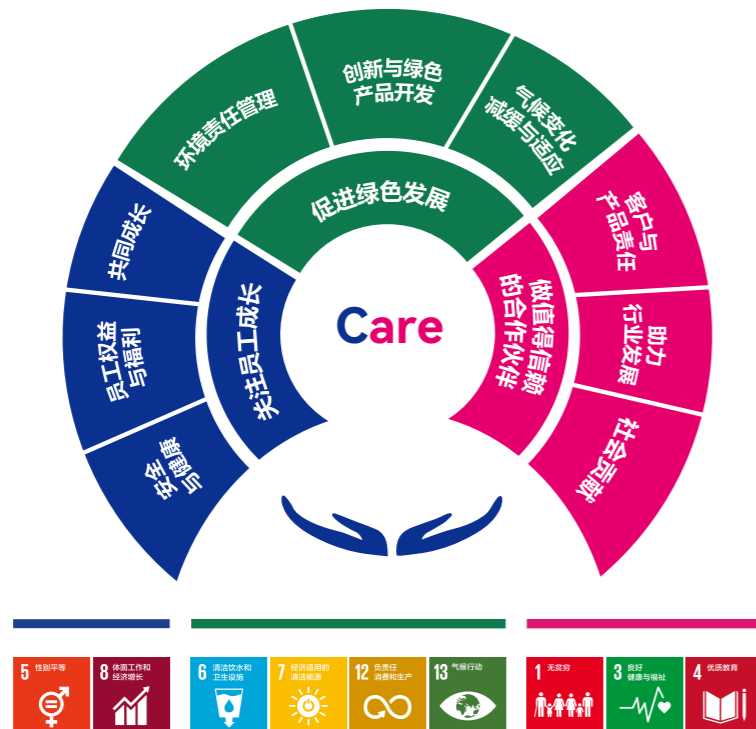 创新与绿色
产品开发
气候变化
减缓与适应
环境责任管理
促进绿色发展
共同成长
客户与
产品责任
关注员工成长
Care
做值得信赖
的合作伙伴
员工权益
与福利
助力
行业发展
安全
与健康
社会贡献
5 性别平等
8 体面工作和
经济增长
6 清洁饮水和
卫生设施
7 经济适用的
清洁能源
12 负责任
消费和生产
13 气候行动
1 无贫穷
3 良好
健康与福祉
4 优质教育